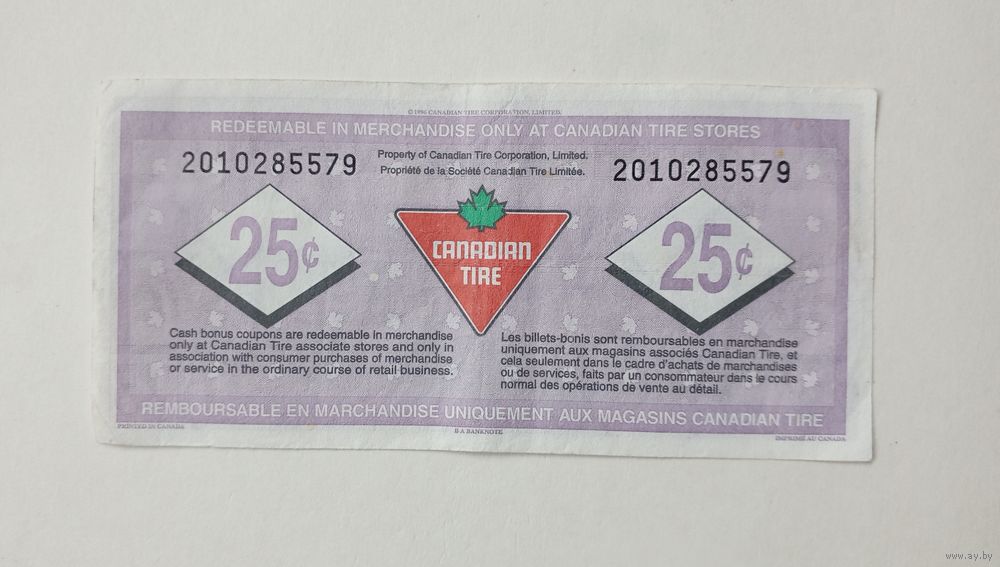 ©1996 CANADIAN TIRE CORPORATION, LIMITED.
REDEEMABLE IN MERCHANDISE ONLY AT CANADIAN TIRE STORES
2010285579
Property of Canadian Tire Corporation, Limited.
Propriété de la Société Canadian Tire Limitée.
2010285579
25¢
CANADIAN
TIRE
25¢
Cash bonus coupons are redeemable in merchandise
only at Canadian Tire associate stores and only in
association with consumer purchases of merchandise
or service in the ordinary course of retail business.
Les billets-bonis sont remboursables en marchandise
uniquement aux magasins associés Canadian Tire, et
cela seulement dans le cadre d'achats de marchandises
ou de services, faits par un consommateur dans le cours
normal des opérations de vente au détail.
REMBOURSABLE EN MARCHANDISE UNIQUEMENT AUX MAGASINS CANADIAN TIRE
PRINTED IN CANADA
B·A BANKNOTE
IMPRIMÉ AU CANADA
www.ay.by